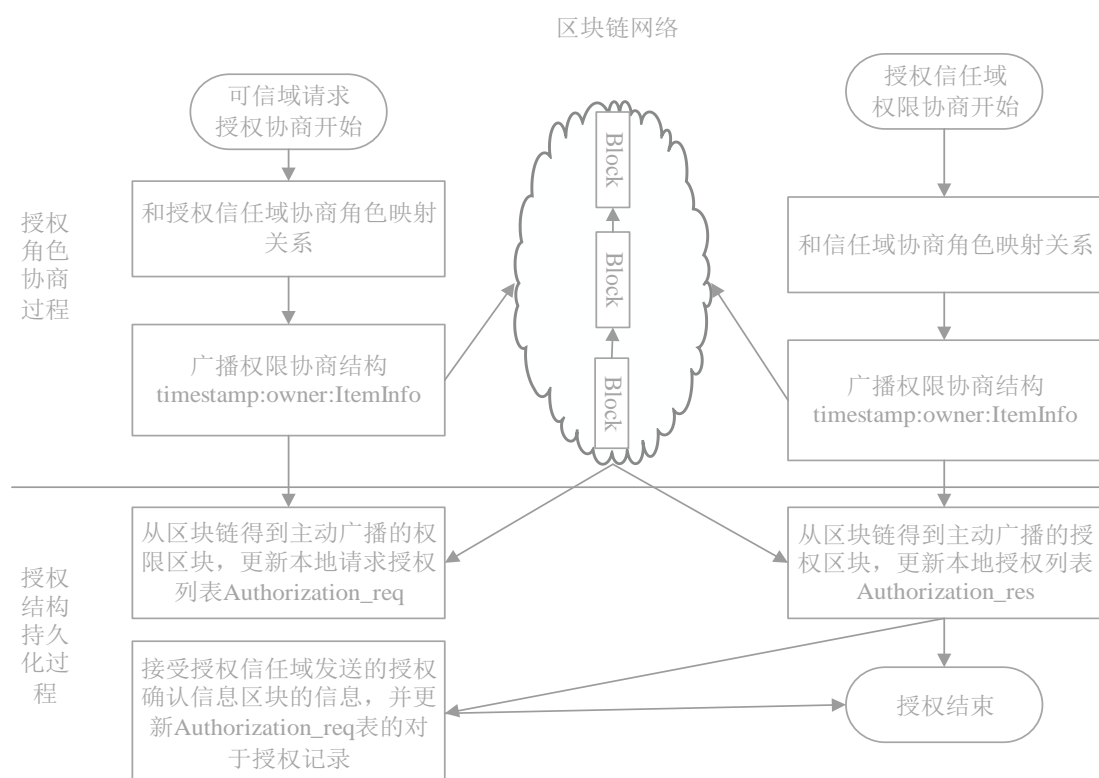 区块链网络
可信域请求
授权协商开始
授权信任域
权限协商开始
Block
Block
Block
授权
角色
协商
过程
和授权信任域协商角色映射
关系
和信任域协商角色映射关系
广播权限协商结构
timestamp:owner:ItemInfo
广播权限协商结构
timestamp:owner:ItemInfo
授权
结构
持久
化过
程
从区块链得到主动广播的权
限区块，更新本地请求授权
列表Authorization_req
从区块链得到主动广播的授
权区块，更新本地授权列表
Authorization_res
接受授权信任域发送的授权
确认信息区块的信息，并更
新Authorization_req表的对
于授权记录
授权结束